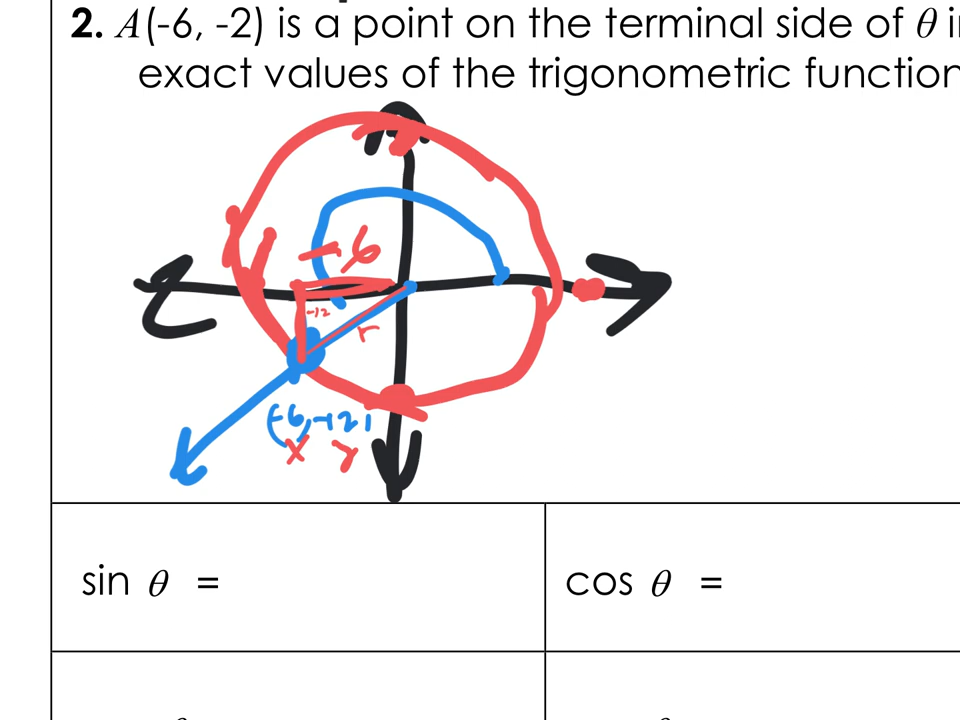 2. A(-6, -2) is a point on the terminal side of θ i
exact values of the trigonometric function
-6
-12
r
(-6,-12)
x y
sin θ =
cos θ =